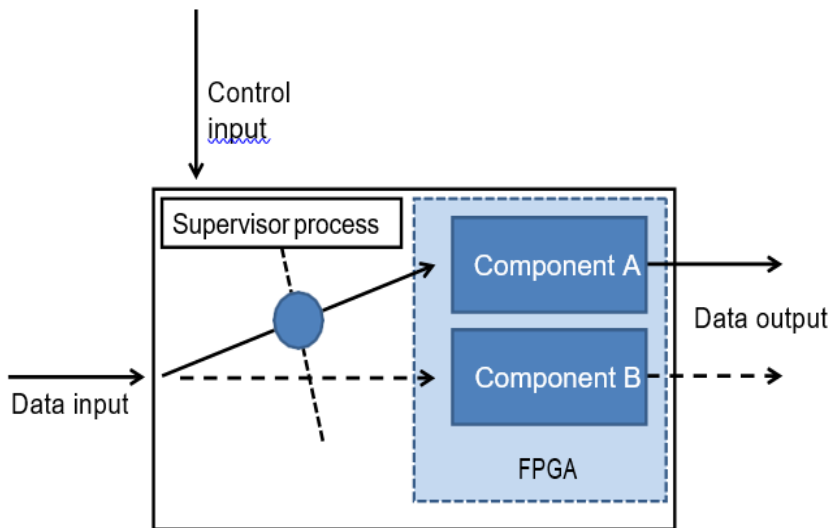 Control
input
Supervisor process
Component A
Data output
Component B
Data input
FPGA